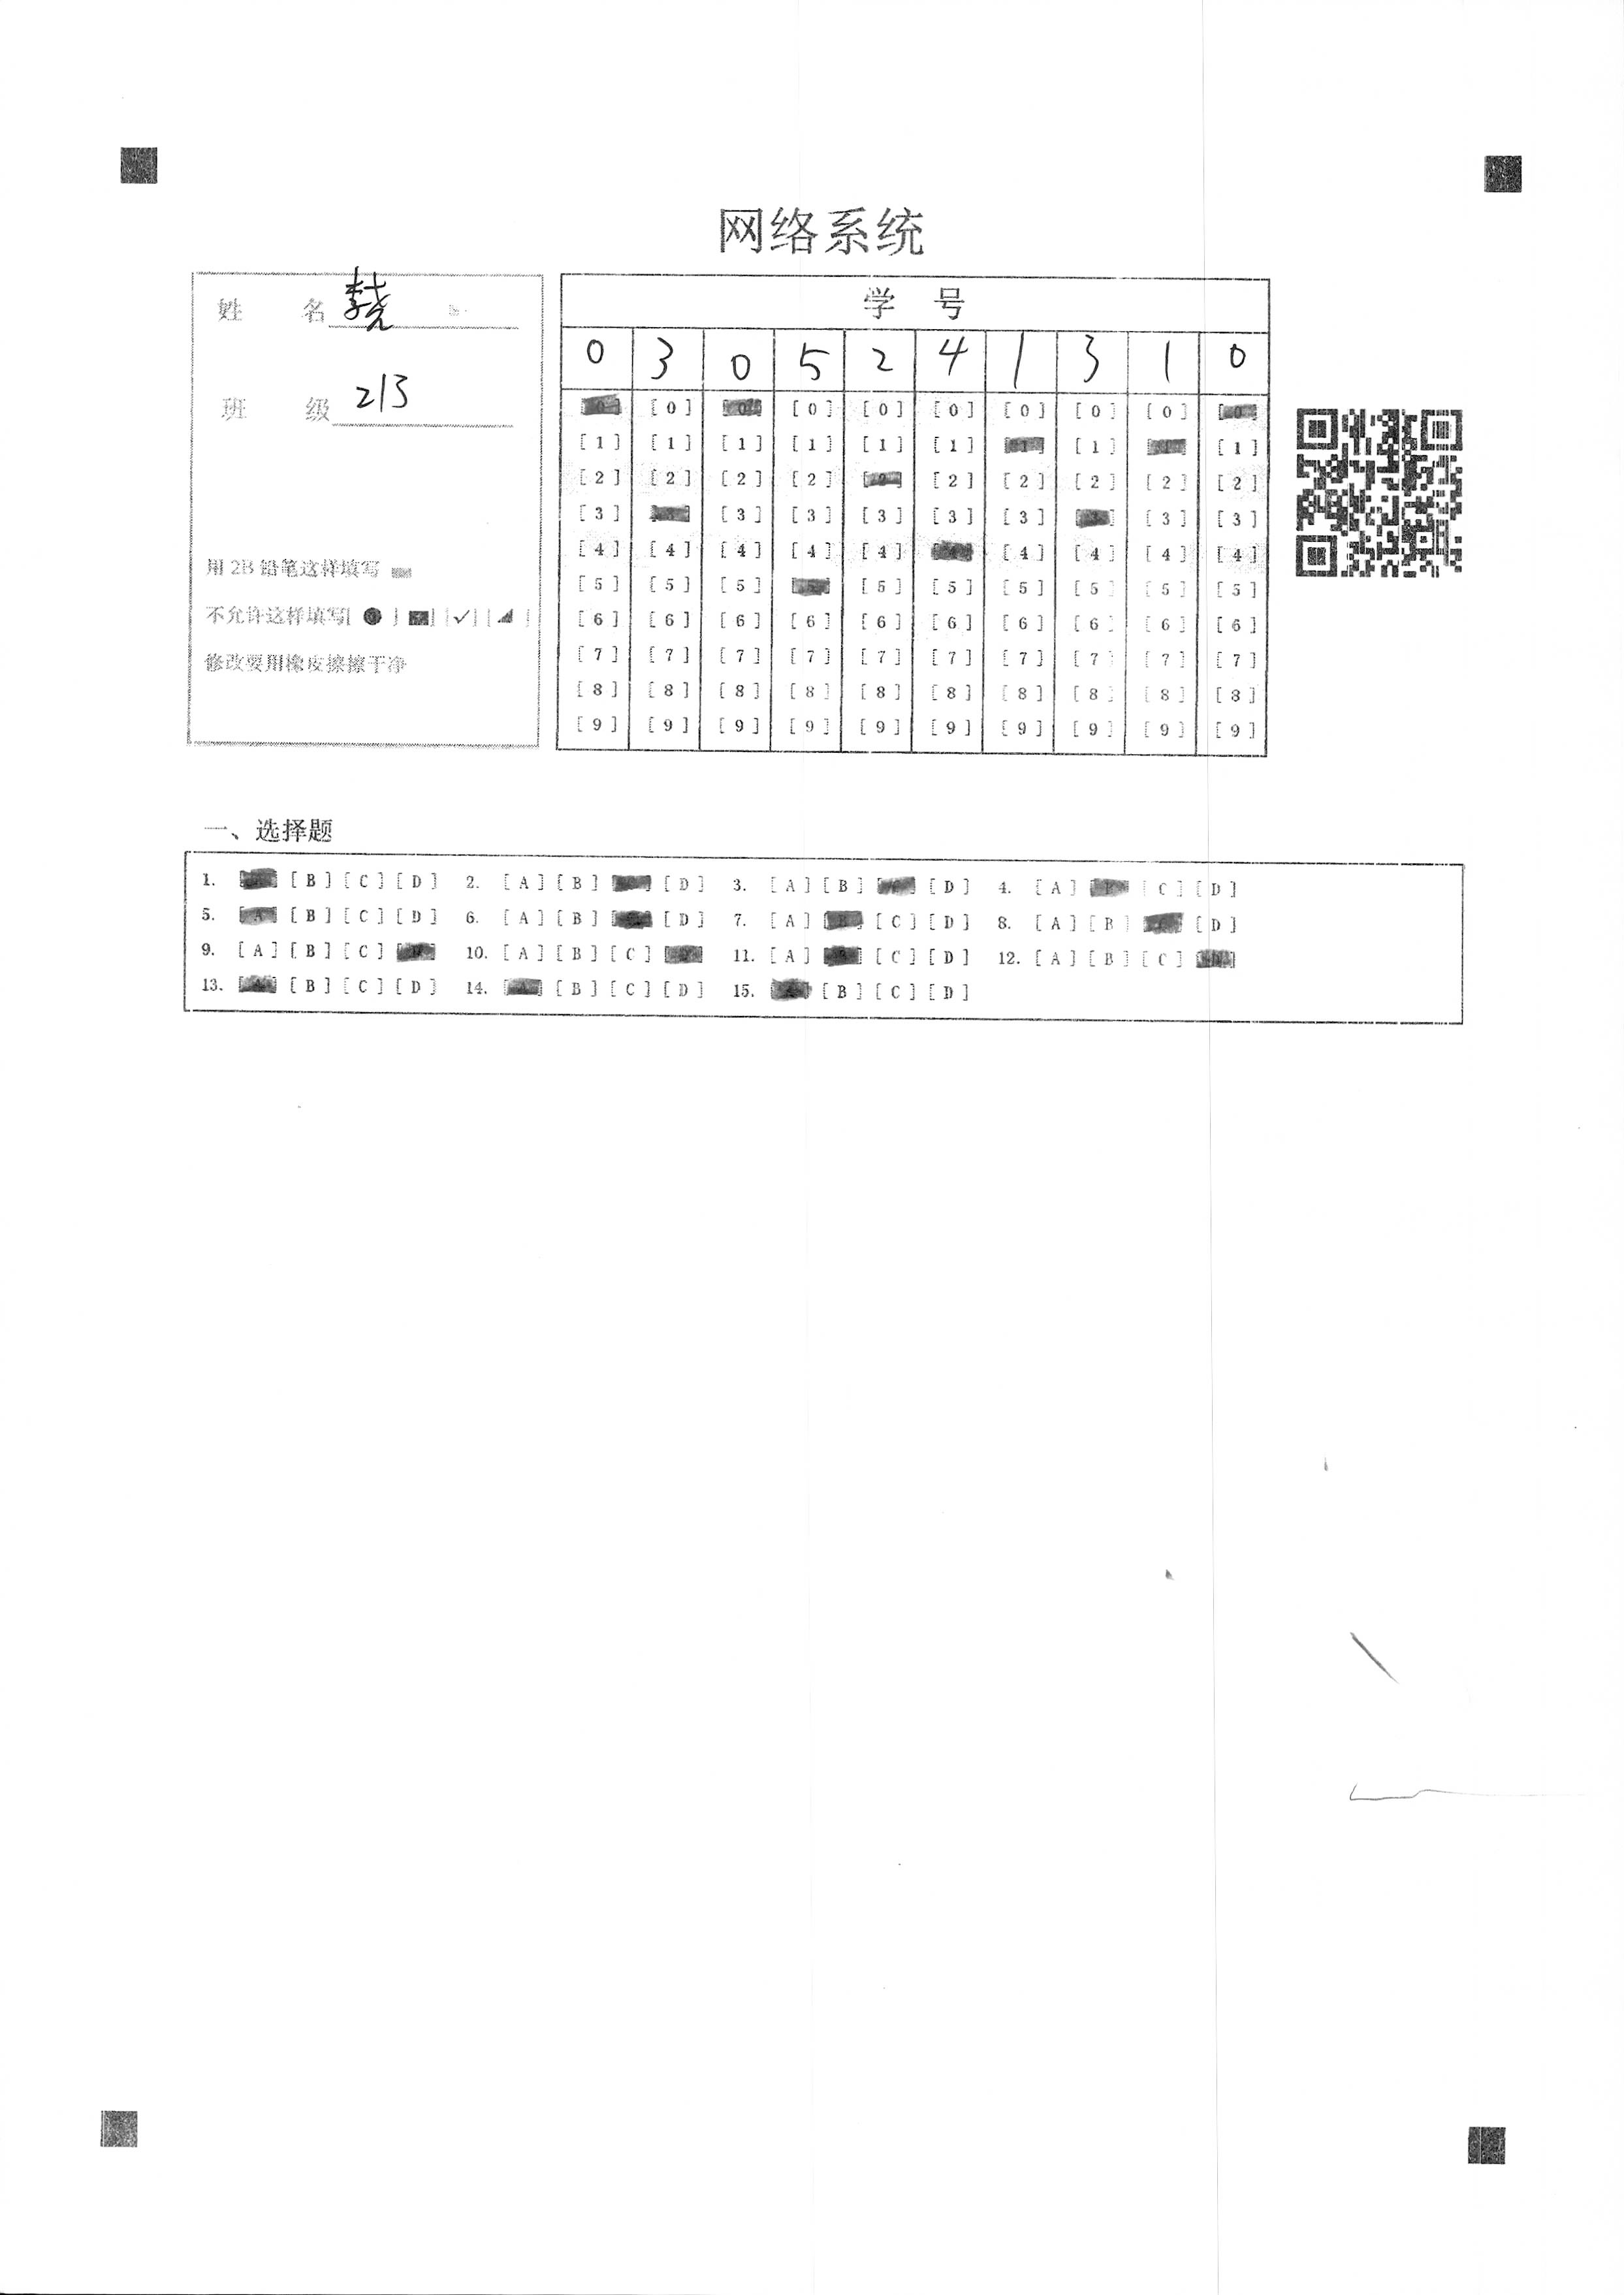 网络系统
姓 名 李尧
班 级 213
用 2B 铅笔这样填写
不允许这样填写[ ● ] [ ] [✓] [ ]
修改要用橡皮擦擦干净
学 号
0 3 0 5 2 4 1 3 1 0
[0] [0] [0] [0] [0] [0] [0] [0] [0] [0]
[1] [1] [1] [1] [1] [1] [1] [1] [1] [1]
[2] [2] [2] [2] [2] [2] [2] [2] [2] [2]
[3] [3] [3] [3] [3] [3] [3] [3]
[4] [4] [4] [4] [4] [4] [4] [4] [4]
[5] [5] [5] [5] [5] [5] [5] [5] [5]
[6] [6] [6] [6] [6] [6] [6] [6] [6] [6]
[7] [7] [7] [7] [7] [7] [7] [7] [7] [7]
[8] [8] [8] [8] [8] [8] [8] [8] [8] [8]
[9] [9] [9] [9] [9] [9] [9] [9] [9] [9]
一、选择题
1. [B] [C] [D] 2. [A] [B] [D] 3. [A] [B] [D] 4. [A] [C] [D]
5. [A] [B] [C] [D] 6. [A] [B] [D] 7. [A] [B] [C] [D] 8. [A] [B] [D]
9. [A] [B] [C] 10. [A] [B] [C] 11. [A] [C] [D] 12. [A] [B] [C]
13. [B] [C] [D] 14. [B] [C] [D] 15. [B] [C] [D]